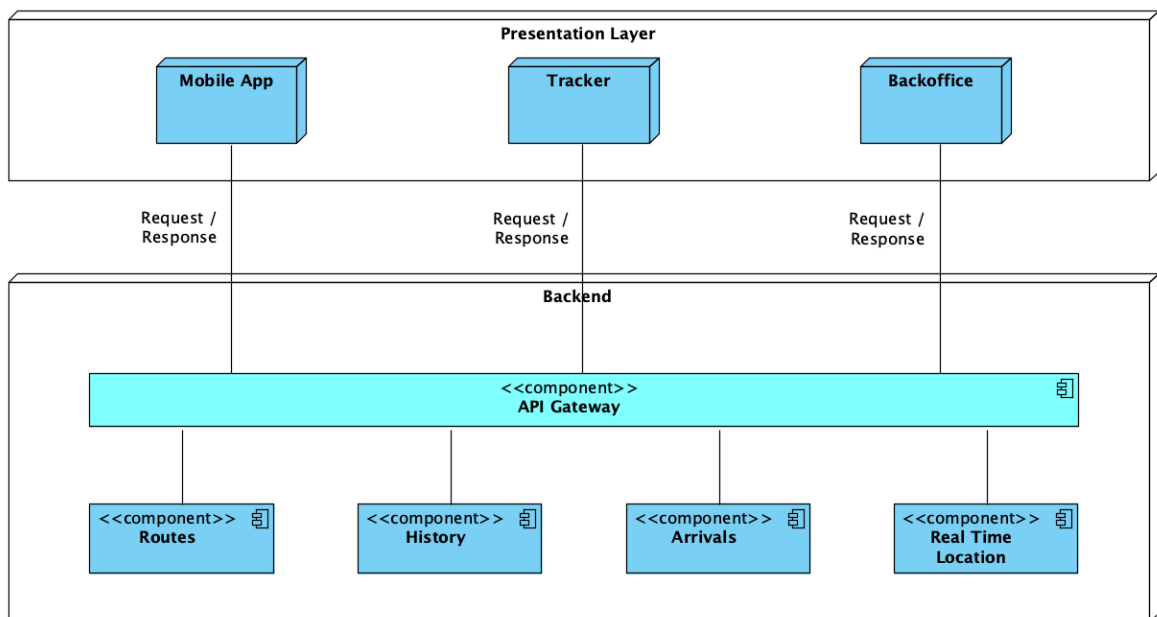 Presentation Layer
Mobile App
Tracker
Backoffice
Request /
Response
Request /
Response
Request /
Response
Backend
<<component>>
API Gateway
<<component>>
Routes
<<component>>
History
<<component>>
Arrivals
<<component>>
Real Time
Location